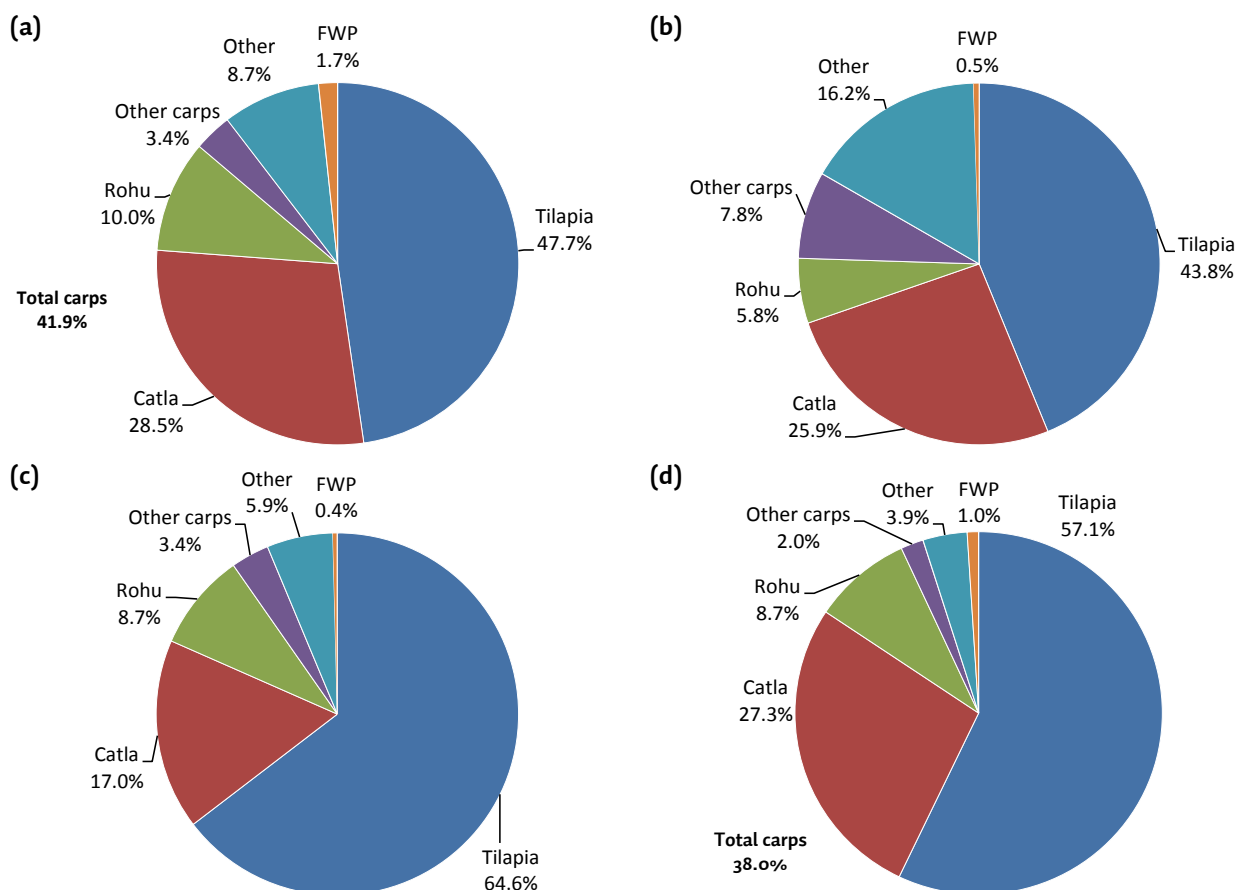 (a)
FWP
1.7%
Other
8.7%
Other carps
3.4%
Rohu
10.0%
Total carps
41.9%
Catla
28.5%
Tilapia
47.7%
(b)
FWP
0.5%
Other
16.2%
Other carps
7.8%
Rohu
5.8%
Catla
25.9%
Tilapia
43.8%
(c)
FWP
0.4%
Other
5.9%
Other carps
3.4%
Rohu
8.7%
Catla
17.0%
Tilapia
64.6%
(d)
FWP
1.0%
Other
3.9%
Other carps
2.0%
Rohu
8.7%
Catla
27.3%
Total carps
38.0%
Tilapia
57.1%